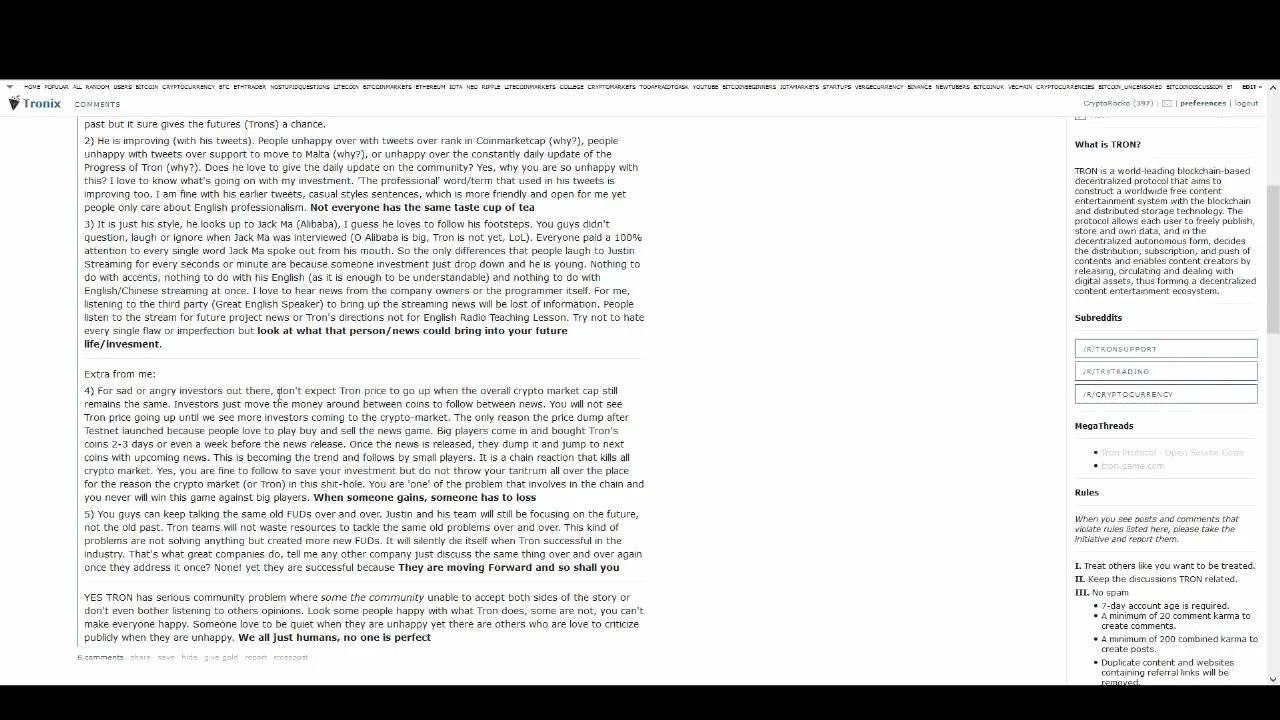 HOME POPULAR ALL RANDOM USERS BITCOIN CRYPTOCURRENCY BTC ETHTRADER NOSTUPIDQUESTIONS LITECOIN BITCOINMARKETS ETHEREUM IOTA NEO RIPPLE LITECOINMARKETS COLLEGE CRYPTOMARKETS TOOAFRAIDTOASK YOUTUBE BITCOINBEGINNERS IOTAMARKETS STARTUPS VERGECURRENCY BINANCE NEWTUBERS BITCOINUK VECHAIN CRYPTOCURRENCIES BITCOIN_UNCENSORED BITCOINDISCUSSION EDIT »
Tronix COMMENTS
CryptoRocko (397) | | preferences | logout
past but it sure gives the futures (Trons) a chance.
2) He is improving (with his tweets). People unhappy over with tweets over rank in Coinmarketcap (why?), people
unhappy with tweets over support to move to Malta (why?), or unhappy over the constantly daily update of the
Progress of Tron (why?). Does he love to give the daily update on the community? Yes, why you are so unhappy with
this? I love to know what's going on with my investment. 'The professional' word/term that used in his tweets is
improving too. I am fine with his earlier tweets, casual styles sentences, which is more friendly and open for me yet
people only care about English professionalism. Not everyone has the same taste cup of tea
3) It is just his style, he looks up to Jack Ma (Alibaba), I guess he loves to follow his footsteps. You guys didn't
question, laugh or ignore when Jack Ma was interviewed (O Alibaba is big, Tron is not yet, LoL). Everyone paid a 100%
attention to every single word Jack Ma spoke out from his mouth. So the only differences that people laugh to Justin
Streaming for every seconds or minute are because someone investment just drop down and he is young. Nothing to
do with accents, nothing to do with his English (as it is enough to be understandable) and nothing to do with
English/Chinese streaming at once. I love to hear news from the company owners or the programmer itself. For me,
listening to the third party (Great English Speaker) to bring up the streaming news will be lost of information. People
listen to the stream for future project news or Tron's directions not for English Radio Teaching Lesson. Try not to hate
every single flaw or imperfection but look at what that person/news could bring into your future
life/invesment.
Extra from me:
4) For sad or angry investors out there, don't expect Tron price to go up when the overall crypto market cap still
remains the same. Investors just move the money around between coins to follow between news. You will not see
Tron price going up until we see more investors coming to the crypto-market. The only reason the price dump after
Testnet launched because people love to play buy and sell the news game. Big players come in and bought Tron's
coins 2-3 days or even a week before the news release. Once the news is released, they dump it and jump to next
coins with upcoming news. This is becoming the trend and follows by small players. It is a chain reaction that kills all
crypto market. Yes, you are fine to follow to save your investment but do not throw your tantrum all over the place
for the reason the crypto market (or Tron) in this shit-hole. You are 'one' of the problem that involves in the chain and
you never will win this game against big players. When someone gains, someone has to loss
5) You guys can keep talking the same old FUDs over and over. Justin and his team will still be focusing on the future,
not the old past. Tron teams will not waste resources to tackle the same old problems over and over. This kind of
problems are not solving anything but created more new FUDs. It will silently die itself when Tron successful in the
industry. That's what great companies do, tell me any other company just discuss the same thing over and over again
once they address it once? None! yet they are successful because They are moving Forward and so shall you
YES TRON has serious community problem where some the community unable to accept both sides of the story or
don't even bother listening to others opinions. Look some people happy with what Tron does, some are not, you can't
make everyone happy. Someone love to be quiet when they are unhappy yet there are others who are love to criticize
publicly when they are unhappy. We all just humans, no one is perfect
6 comments share save hide give gold report crosspost
What is TRON?
TRON is a world-leading blockchain-based
decentralized protocol that aims to
construct a worldwide free content
entertainment system with the blockchain
and distributed storage technology. The
protocol allows each user to freely publish,
store and own data, and in the
decentralized autonomous form, decides
the distribution, subscription, and push of
contents and enables content creators by
releasing, circulating and dealing with
digital assets, thus forming a decentralized
content entertainment ecosystem.
Subreddits
/R/TRONSUPPORT
/R/TRXTRADING
/R/CRYPTOCURRENCY
MegaThreads
• Tron Protocol - Open Source Code
• tron.game.com
Rules
When you see posts and comments that
violate rules listed here, please take the
initiative and report them.
I. Treat others like you want to be treated.
II. Keep the discussions TRON related.
III. No spam
• 7-day account age is required.
• A minimum of 20 comment karma to
create comments.
• A minimum of 200 combined karma to
create posts.
• Duplicate content and websites
containing referral links will be
removed.